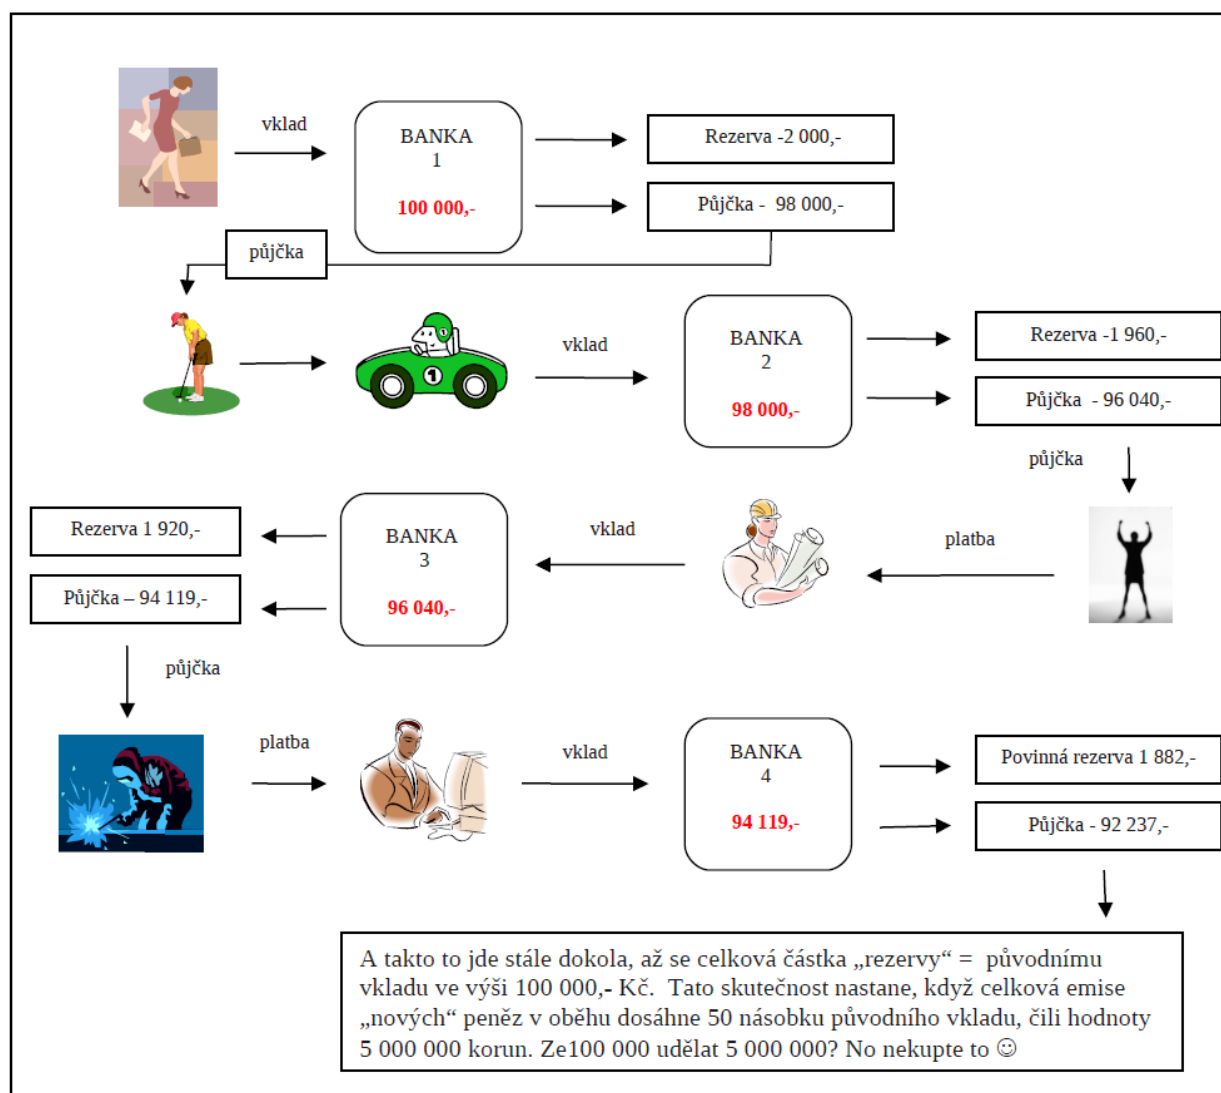 vklad
BANKA
1
100 000,-
Rezerva -2 000,-
Půjčka -  98 000,-
půjčka
1
1
vklad
BANKA
2
98 000,-
Rezerva -1 960,-
Půjčka  - 96 040,-
půjčka
platba
vklad
BANKA
3
96 040,-
Rezerva 1 920,-
Půjčka – 94 119,-
půjčka
platba
vklad
BANKA
4
94 119,-
Povinná rezerva 1 882,-
Půjčka - 92 237,-
A takto to jde stále dokola, až se celková částka „rezervy“ =  původnímu
vkladu ve výši 100 000,- Kč.  Tato skutečnost nastane, když celková emise
„nových“ peněz v oběhu dosáhne 50 násobku původního vkladu, čili hodnoty
5 000 000 korun. Ze100 000 udělat 5 000 000? No nekupte to ☺